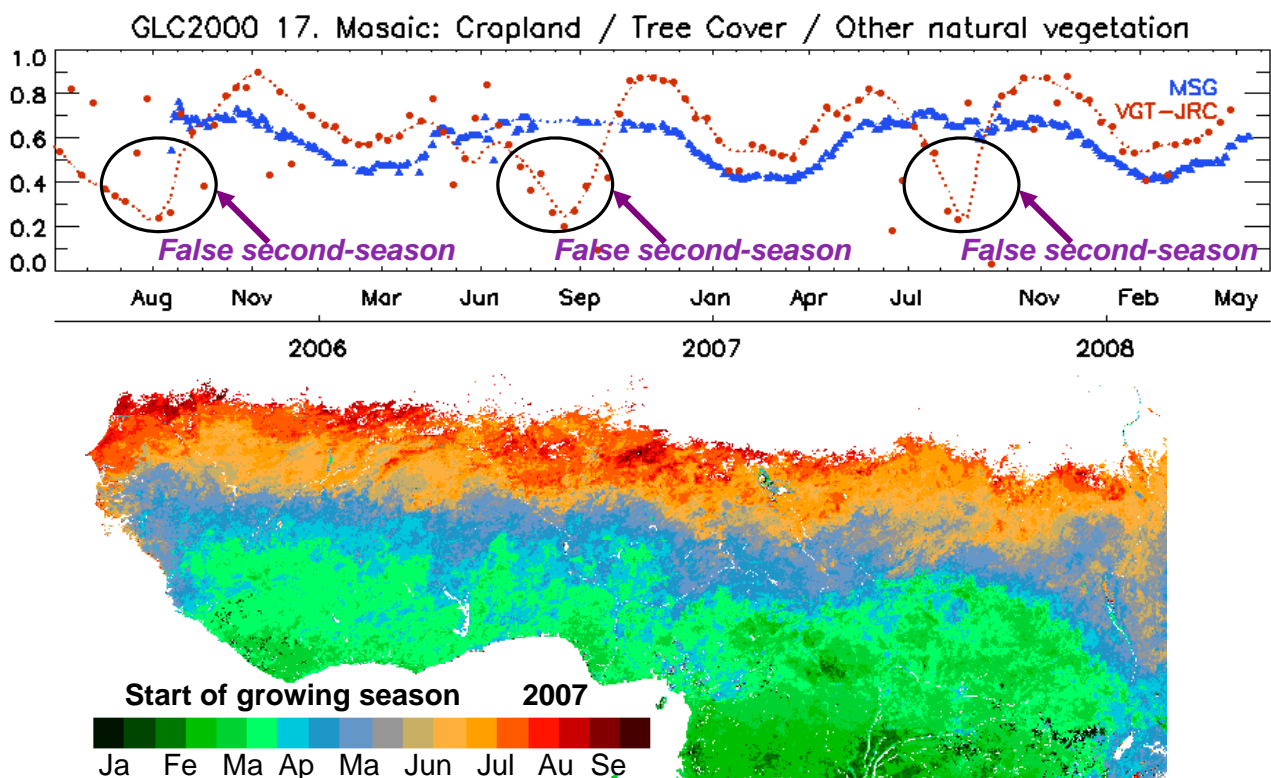 GLC2000 17. Mosaic: Cropland / Tree Cover / Other natural vegetation
1.0
0.8
0.6
0.4
0.2
0.0
MSG
VGT-JRC
False second-season
False second-season
False second-season
Aug Nov Mar Jun Sep Jan Apr Jul Nov Feb May
2006 2007 2008
Start of growing season 2007
Ja Fe Ma Ap Ma Jun Jul Au Se